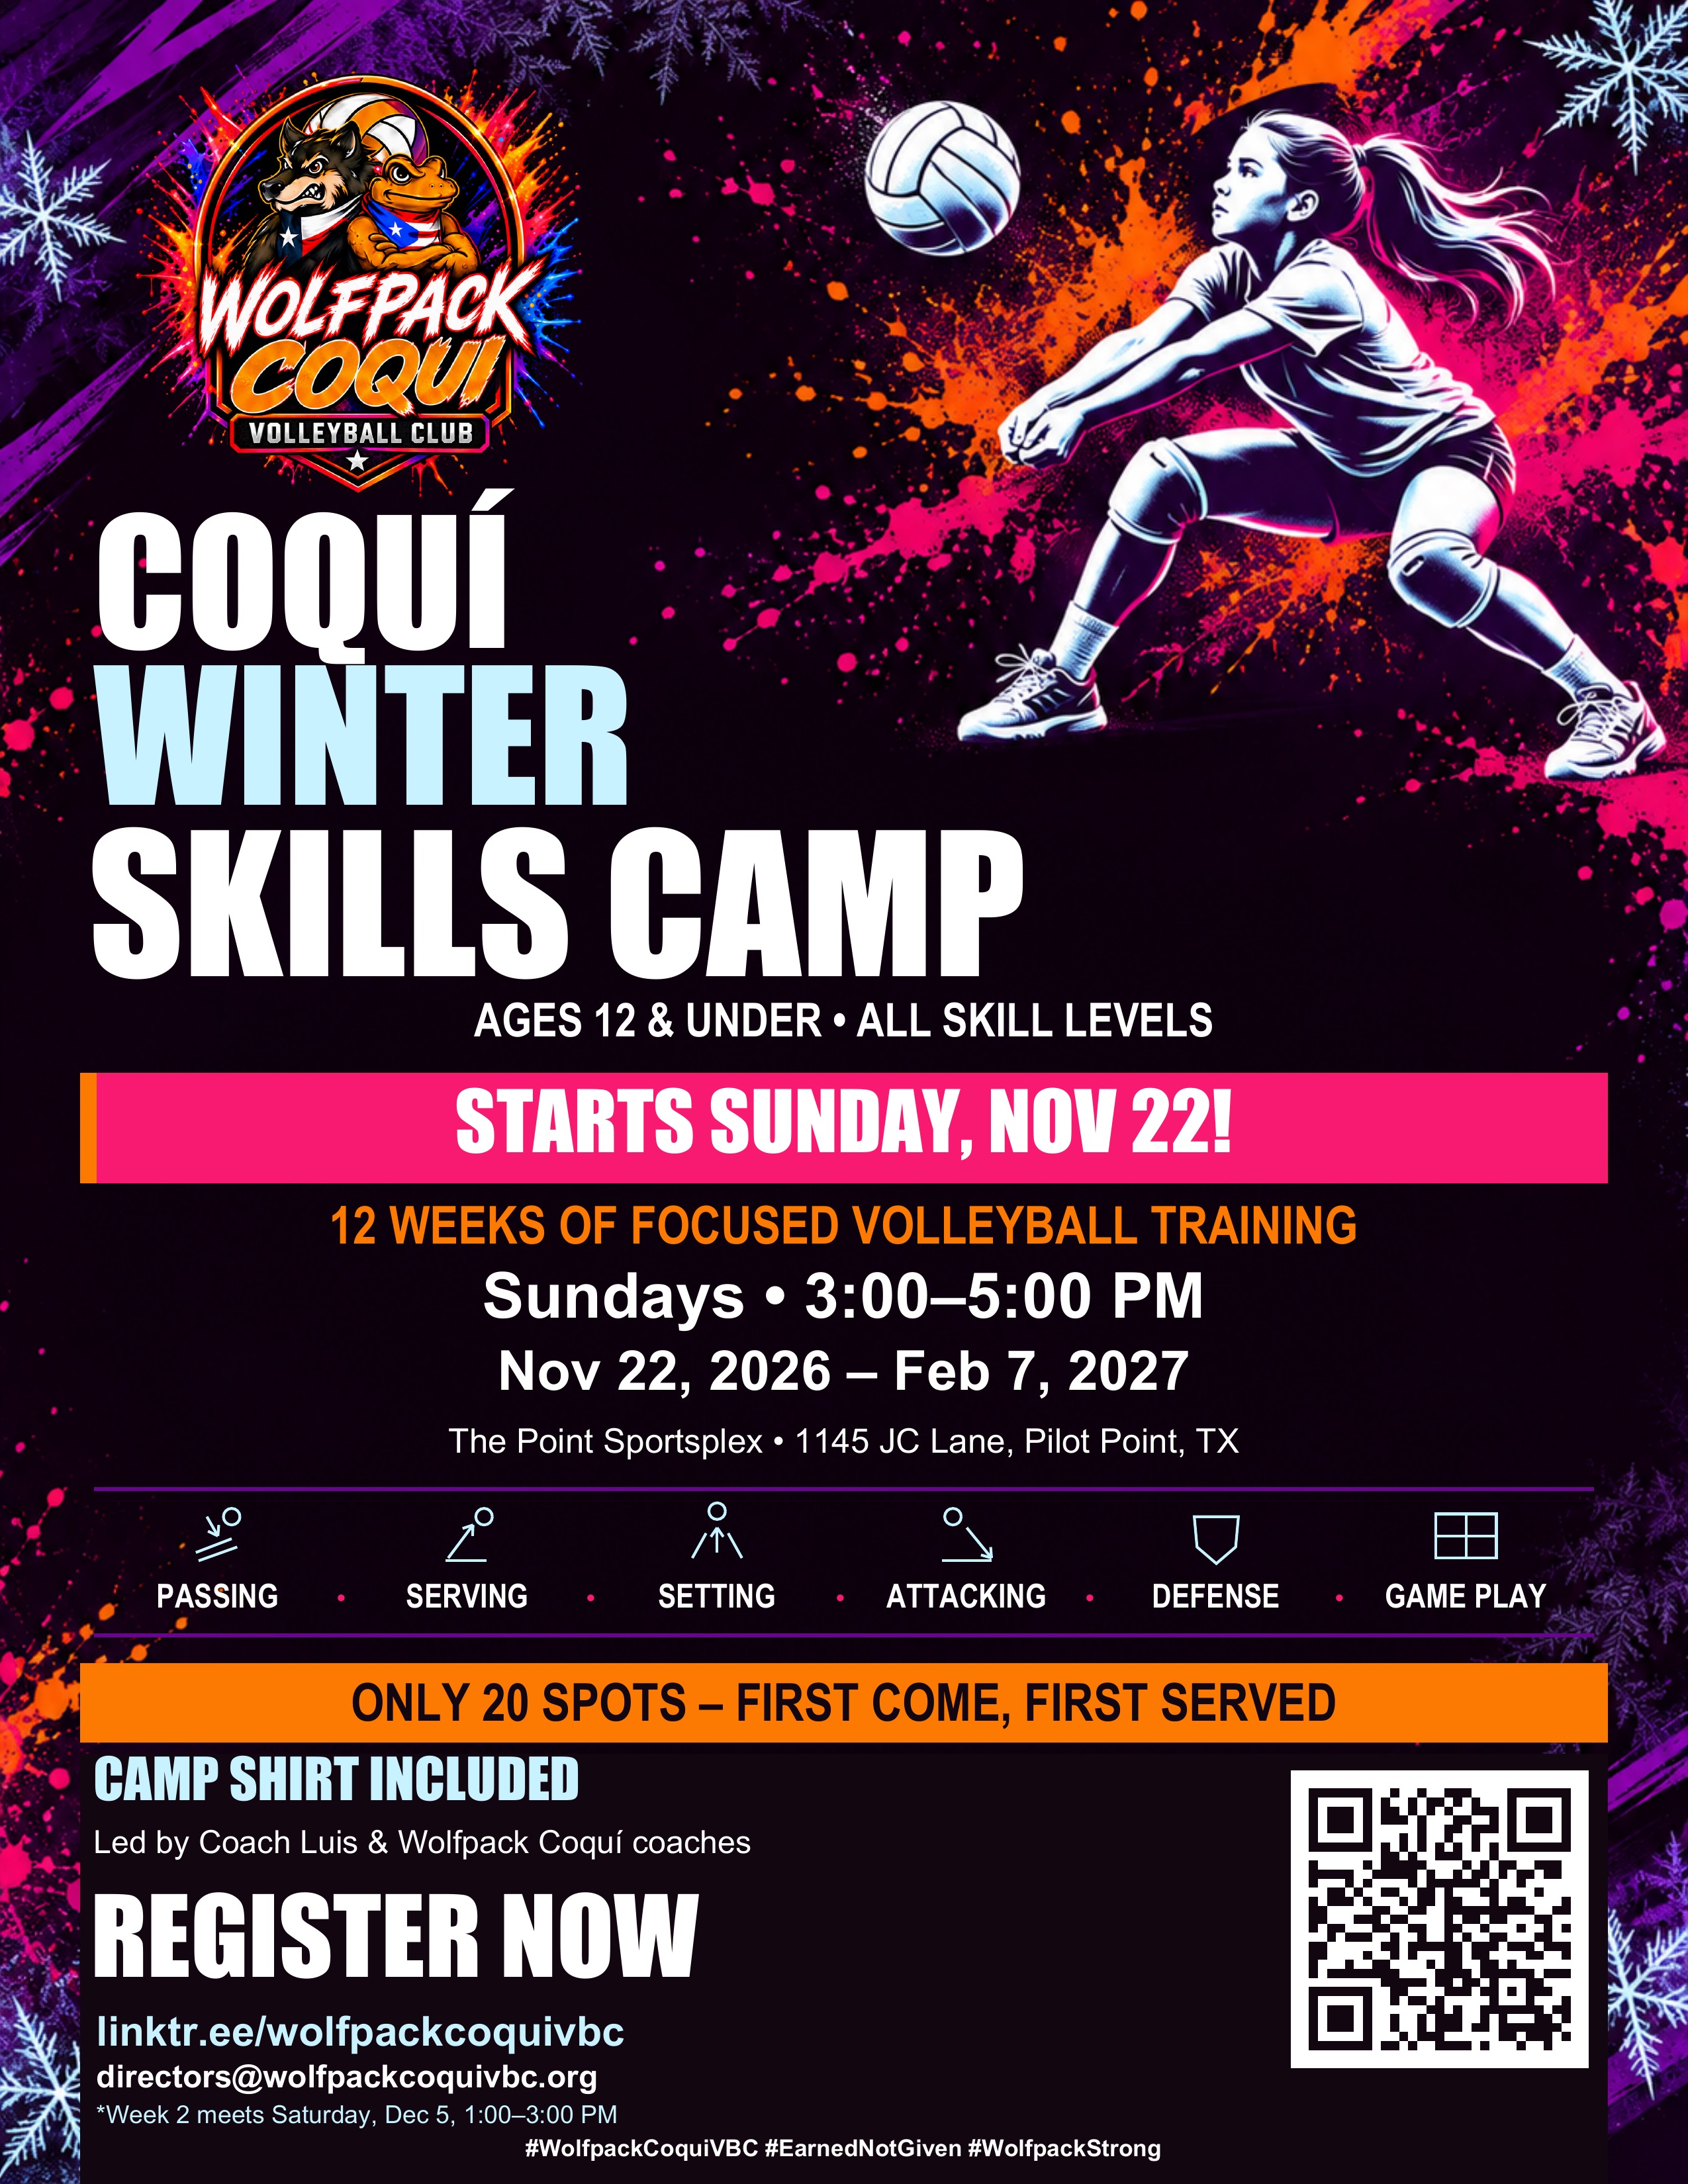 WOLFPACK
COQUI
VOLLEYBALL CLUB
COQUÍ
WINTER
SKILLS CAMP
AGES 12 & UNDER • ALL SKILL LEVELS
STARTS SUNDAY, NOV 22!
12 WEEKS OF FOCUSED VOLLEYBALL TRAINING
Sundays • 3:00–5:00 PM
Nov 22, 2026 – Feb 7, 2027
The Point Sportsplex • 1145 JC Lane, Pilot Point, TX
PASSING • SERVING • SETTING • ATTACKING • DEFENSE • GAME PLAY
ONLY 20 SPOTS – FIRST COME, FIRST SERVED
CAMP SHIRT INCLUDED
Led by Coach Luis & Wolfpack Coquí coaches
REGISTER NOW
linktr.ee/wolfpackcoquivbc
directors@wolfpackcoquivbc.org
*Week 2 meets Saturday, Dec 5, 1:00–3:00 PM
#WolfpackCoquiVBC #EarnedNotGiven #WolfpackStrong